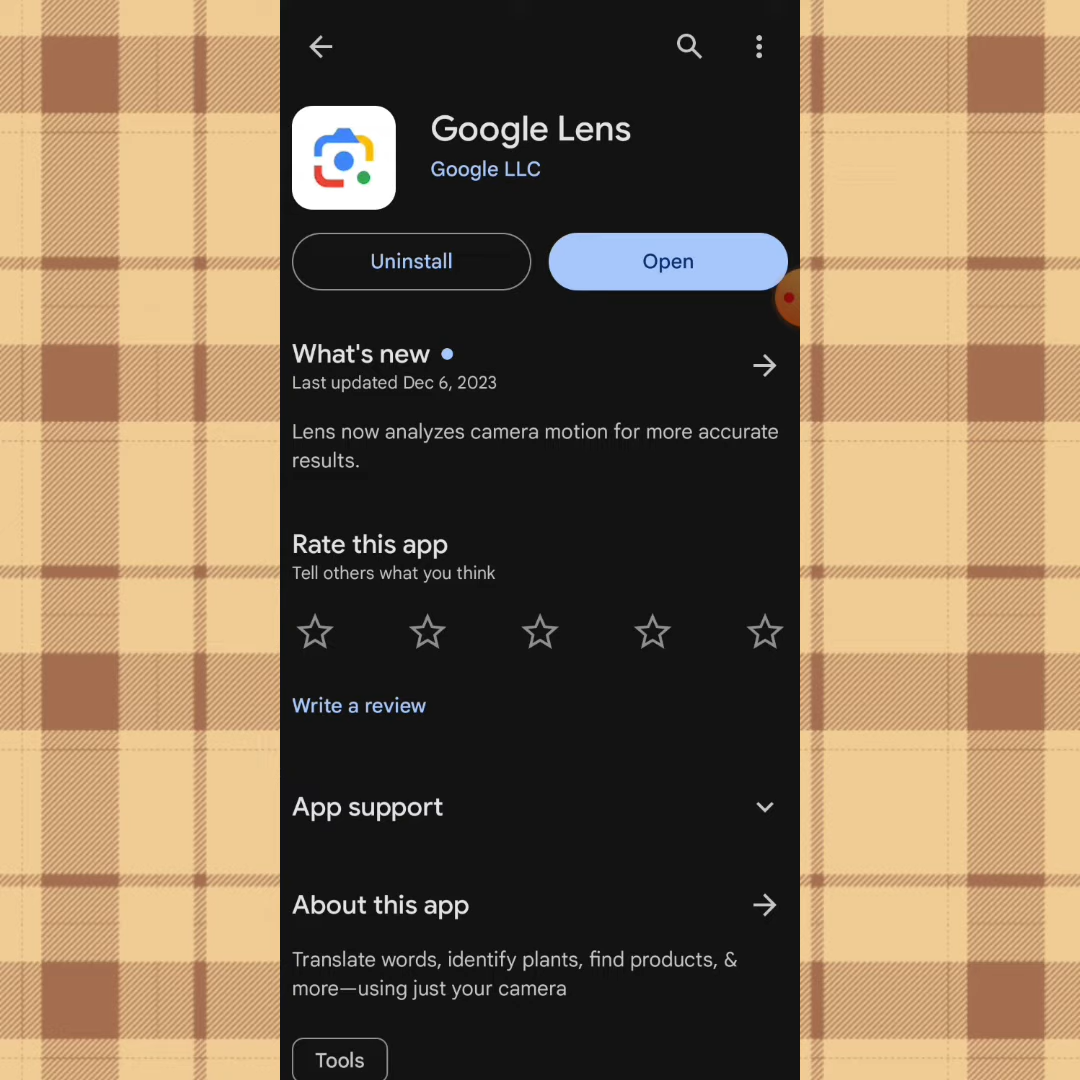 Google Lens
Google LLC
Uninstall
Open
What's new
Last updated Dec 6, 2023
Lens now analyzes camera motion for more accurate
results.
Rate this app
Tell others what you think
Write a review
App support
About this app
Translate words, identify plants, find products, &
more—using just your camera
Tools